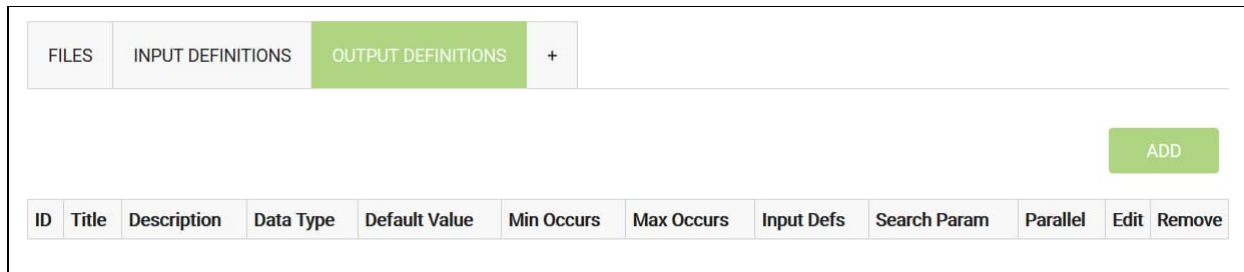 FILES INPUT DEFINITIONS OUTPUT DEFINITIONS +
ADD
ID Title Description Data Type Default Value Min Occurs Max Occurs Input Defs Search Param Parallel Edit Remove